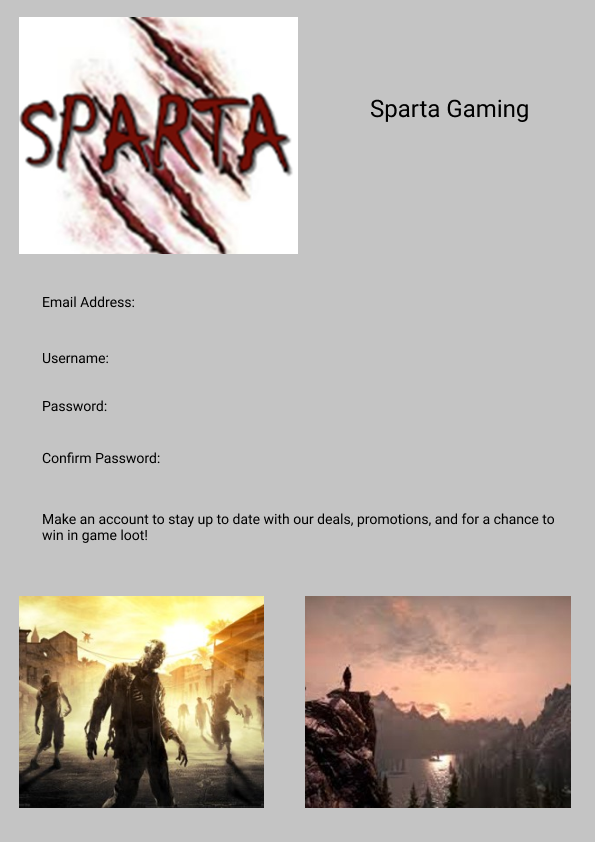 SPARTA
Sparta Gaming
Email Address:
Username:
Password:
Confirm Password:
Make an account to stay up to date with our deals, promotions, and for a chance to
win in game loot!